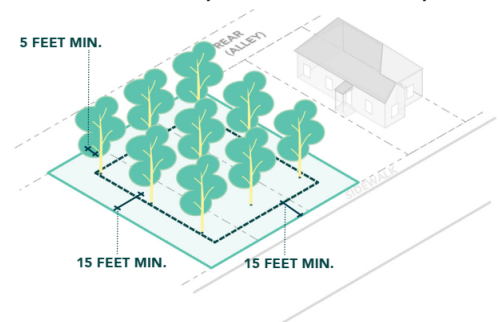 5 FEET MIN.
REAR
(ALLEY)
SIDEWALK
15 FEET MIN.
15 FEET MIN.